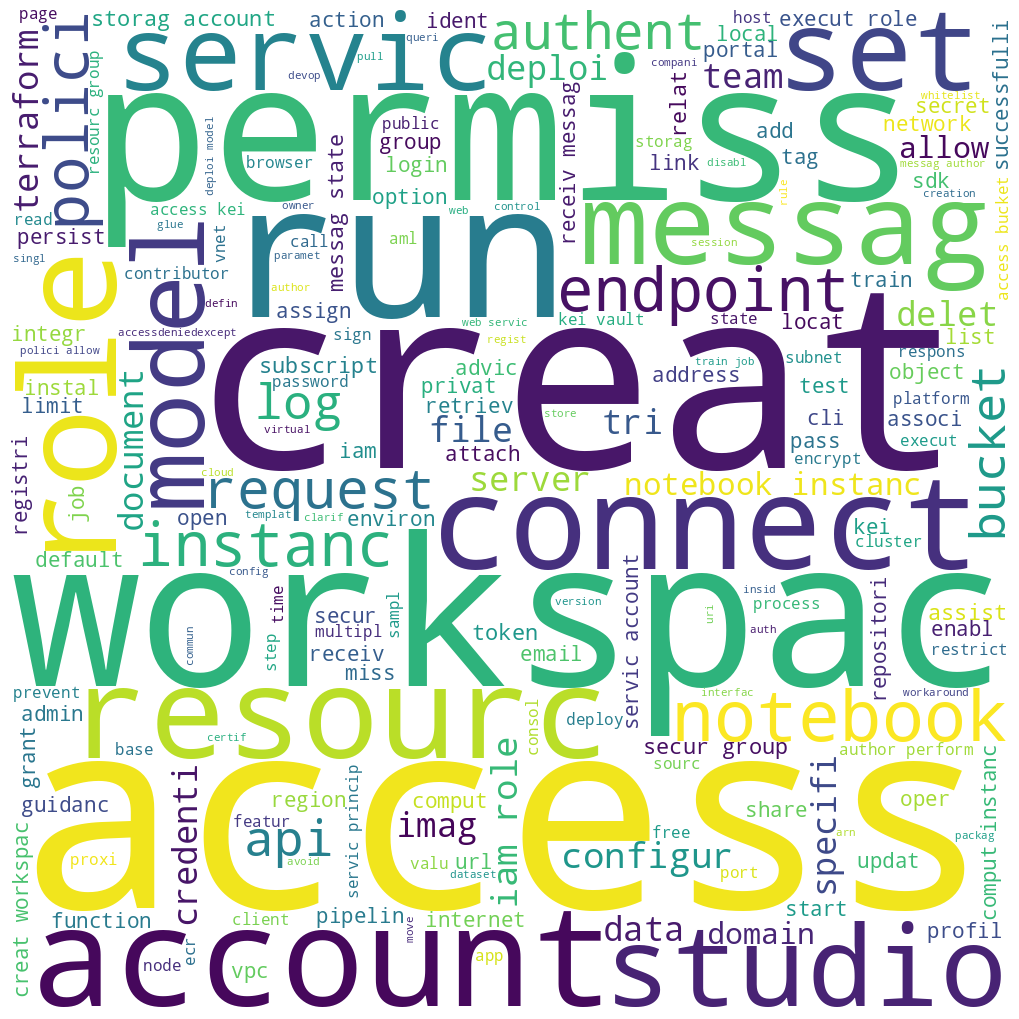 page
storag account
action
ident
host
execut role
queri
local
servic
authent
set
portal
pull
terraform
polici
resourc group
devop
deploi
compani
team
relat
successfulli
permiss
whitelist
secret
network
public
group
add
allow
messag state
receiv messag
storag
browser
login
link
disabl
tag
messag author
sdk
deploi model
option
rule
creation
read
access kei
owner
web
control
glue
run
messag
persist
vnet
call
aml
session
access bucket
singl
role
model
contributor
paramet
endpoint
train
author
defin
assign
delet
integr
accessdeniedexcept
sign
web servic
kei vault
state
locat
list
regist
polici allow
creat
subscript
advic
train job
subnet
respons
instal
document
password
privat
address
object
test
limit
log
retriev
store
platform
file
tri
cli
associ
virtual
bucket
registri
iam
attach
pass
execut
encrypt
job
cloud
request
server
notebook instanc
open
templat
clarif
environ
connect
kei
default
instanc
cluster
config
workspac
time
version
insid
process
secur
sampl
servic account
uri
assist
multipl
token
auth
repositori
enabl
commun
step
receiv
email
restrict
miss
prevent
resourc
interfac
workaround
admin
consol
deploy
notebook
grant
base
certif
iam role
secur group
author perform
sourc
access
creat workspac
guidanc
credenti
region
servic princip
comput
share
specifi
oper
comput instanc
featur
api
imag
free
arn
packag
proxi
avoid
valu
url
configur
port
updat
dataset
function
client
pipelin
move
internet
start
account
data
domain
profil
studio
node
ecr
vpc
app